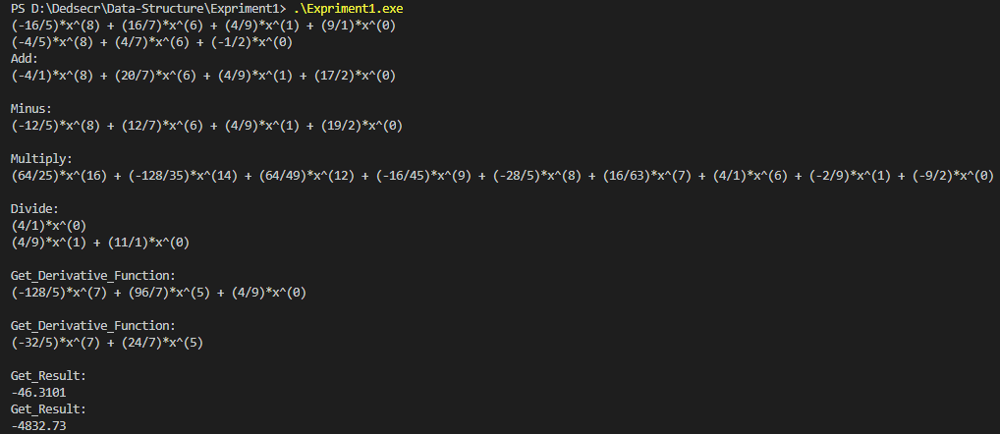 PS D:\Dedsecr\Data-Structure\Expriment1> .\Expriment1.exe
(-16/5)*x^(8) + (16/7)*x^(6) + (4/9)*x^(1) + (9/1)*x^(0)
(-4/5)*x^(8) + (4/7)*x^(6) + (-1/2)*x^(0)
Add:
(-4/1)*x^(8) + (20/7)*x^(6) + (4/9)*x^(1) + (17/2)*x^(0)
Minus:
(-12/5)*x^(8) + (12/7)*x^(6) + (4/9)*x^(1) + (19/2)*x^(0)
Multiply:
(64/25)*x^(16) + (-128/35)*x^(14) + (64/49)*x^(12) + (-16/45)*x^(9) + (-28/5)*x^(8) + (16/63)*x^(7) + (4/1)*x^(6) + (-2/9)*x^(1) + (-9/2)*x^(0)
Divide:
(4/1)*x^(0)
(4/9)*x^(1) + (11/1)*x^(0)
Get_Derivative_Function:
(-128/5)*x^(7) + (96/7)*x^(5) + (4/9)*x^(0)
Get_Derivative_Function:
(-32/5)*x^(7) + (24/7)*x^(5)
Get_Result:
-46.3101
Get_Result:
-4832.73